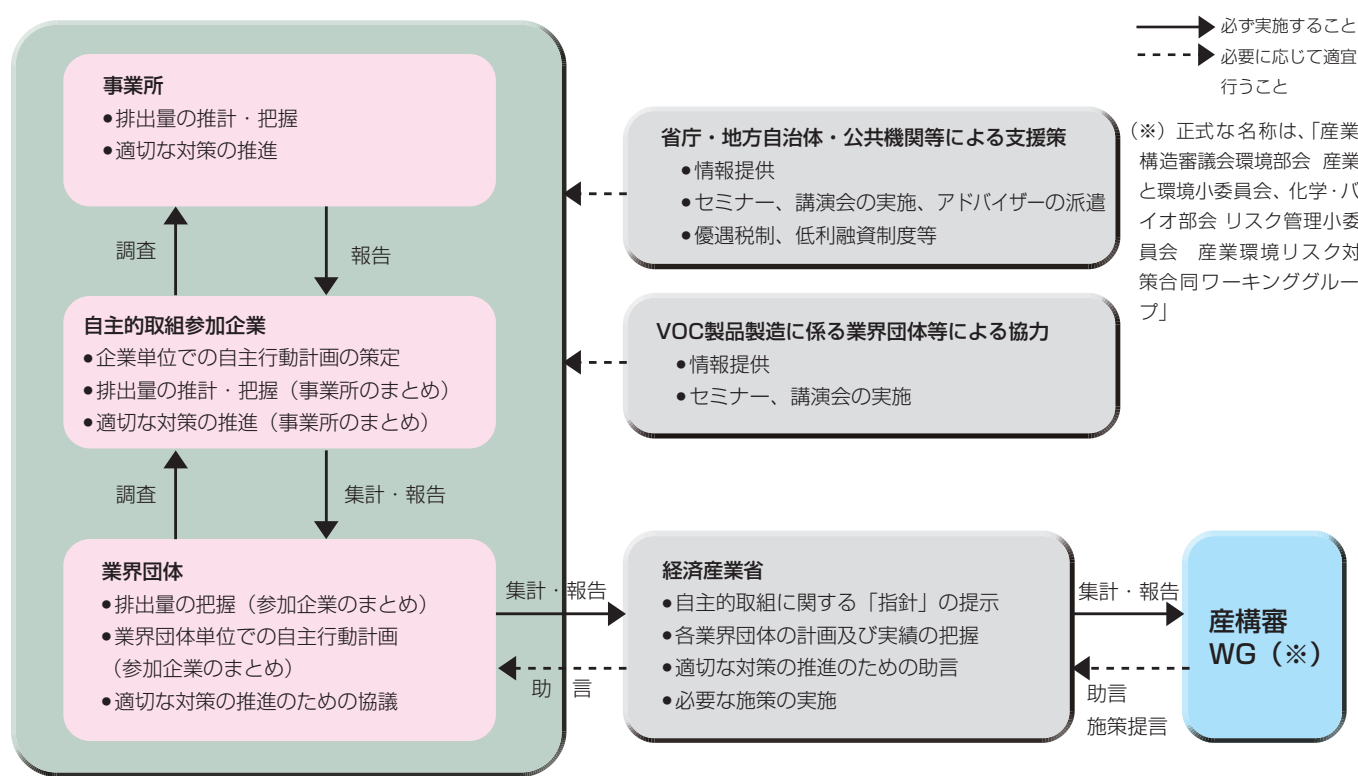 事業所
•排出量の推計・把握
•適切な対策の推進
調査
報告
自主的取組参加企業
•企業単位での自主行動計画の策定
•排出量の推計・把握（事業所のまとめ）
•適切な対策の推進（事業所のまとめ）
調査
集計・報告
業界団体
•排出量の把握（参加企業のまとめ）
•業界団体単位での自主行動計画
（参加企業のまとめ）
•適切な対策の推進のための協議
省庁・地方自治体・公共機関等による支援策
•情報提供
•セミナー、講演会の実施、アドバイザーの派遣
•優遇税制、低利融資制度等
VOC製品製造に係る業界団体等による協力
•情報提供
•セミナー、講演会の実施
集計・報告
助　言
経済産業省
•自主的取組に関する「指針」の提示
•各業界団体の計画及び実績の把握
•適切な対策の推進のための助言
•必要な施策の実施
集計・報告
助言
施策提言
産構審
WG（※）
必ず実施すること
必要に応じて適宜
行うこと
（※）正式な名称は、「産業
構造審議会環境部会 産業
と環境小委員会、化学・バ
イオ部会 リスク管理小委
員会　産業環境リスク対
策合同ワーキンググルー
プ」